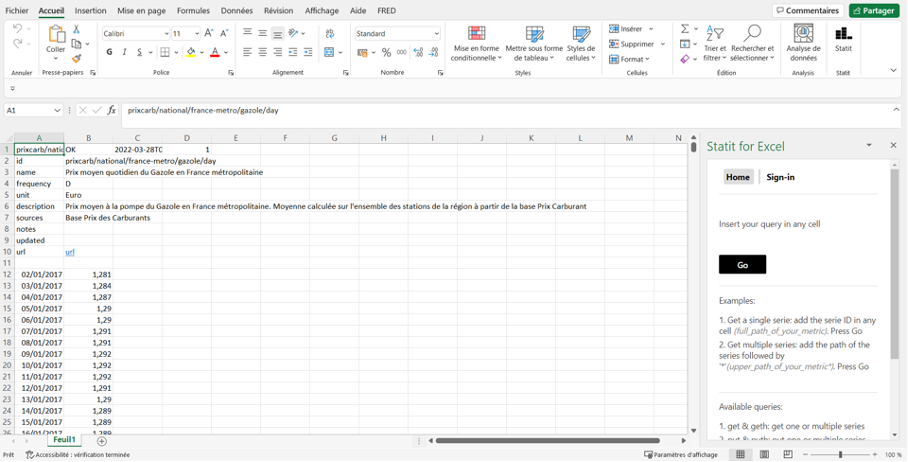 Fichier Accueil Insertion Mise en page Formules Données Révision Affichage Aide FRED Commentaires Partager
Coller Calibri 11 Standard Mise en forme conditionnelle Mettre sous forme de tableau Styles de cellules Insérer Supprimer Format Trier et filtrer Rechercher et sélectionner Analyse de données Statit
G I S
% 000
Annuler Presse-papiers Police Alignement Nombre Styles Cellules Édition Analysis Statit
A1 fx prixcarb/national/france-metro/gazole/day
A B C D E F G H I J K L M N
1 prixcarb/natio OK 2022-03-28TC 1
2 id prixcarb/national/france-metro/gazole/day
3 name Prix moyen quotidien du Gazole en France métropolitaine
4 frequency D
5 unit Euro
6 description Prix moyen à la pompe du Gazole en France métropolitaine. Moyenne calculée sur l'ensemble des stations de la région à partir de la base Prix Carburant
7 sources Base Prix des Carburants
8 notes
9 updated
10 url url
11
12 02/01/2017 1,281
13 03/01/2017 1,284
14 04/01/2017 1,287
15 05/01/2017 1,29
16 06/01/2017 1,29
17 07/01/2017 1,291
18 08/01/2017 1,291
19 09/01/2017 1,292
20 10/01/2017 1,292
21 11/01/2017 1,292
22 12/01/2017 1,291
23 13/01/2017 1,29
24 14/01/2017 1,289
25 15/01/2017 1,289
26 16/01/2017 1,289
Feuil1
Prêt Accessibilité : vérification terminée Paramètres d'affichage 100 %
Statit for Excel
Home Sign-in
Insert your query in any cell
Go
Examples:
1. Get a single serie: add the serie ID in any
cell (full_path_of_your_metric). Press Go
2. Get multiple series: add the path of the
series followed by
'*'(upper_path_of_your_metric*). Press Go
Available queries:
1. get & geth: get one or multiple series
2. put & puth: put one or multiple series